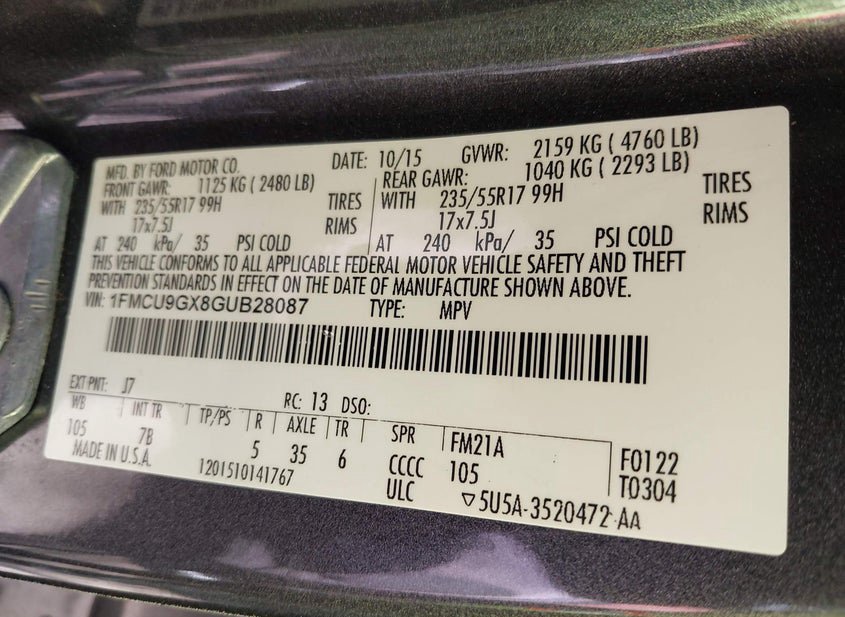 MFD. BY FORD MOTOR CO. DATE: 10/15 GVWR: 2159 KG ( 4760 LB)
FRONT GAWR: 1125 KG ( 2480 LB) REAR GAWR: 1040 KG ( 2293 LB)
WITH 235/55R17 99H TIRES WITH 235/55R17 99H TIRES
17x7.5J RIMS 17x7.5J RIMS
AT 240 kPa/ 35 PSI COLD AT 240 kPa/ 35 PSI COLD
THIS VEHICLE CONFORMS TO ALL APPLICABLE FEDERAL MOTOR VEHICLE SAFETY AND THEFT
PREVENTION STANDARDS IN EFFECT ON THE DATE OF MANUFACTURE SHOWN ABOVE.
VIN: 1FMCU9GX8GUB28087 TYPE: MPV
EXT PNT: J7 RC: 13 DSO:
WB INT TR TP/PS R AXLE TR SPR FM21A F0122
105 7B 5 35 6 CCCC 105 T0304
MADE IN U.S.A. 1201510141767 ULC ▽5U5A-3520472-AA